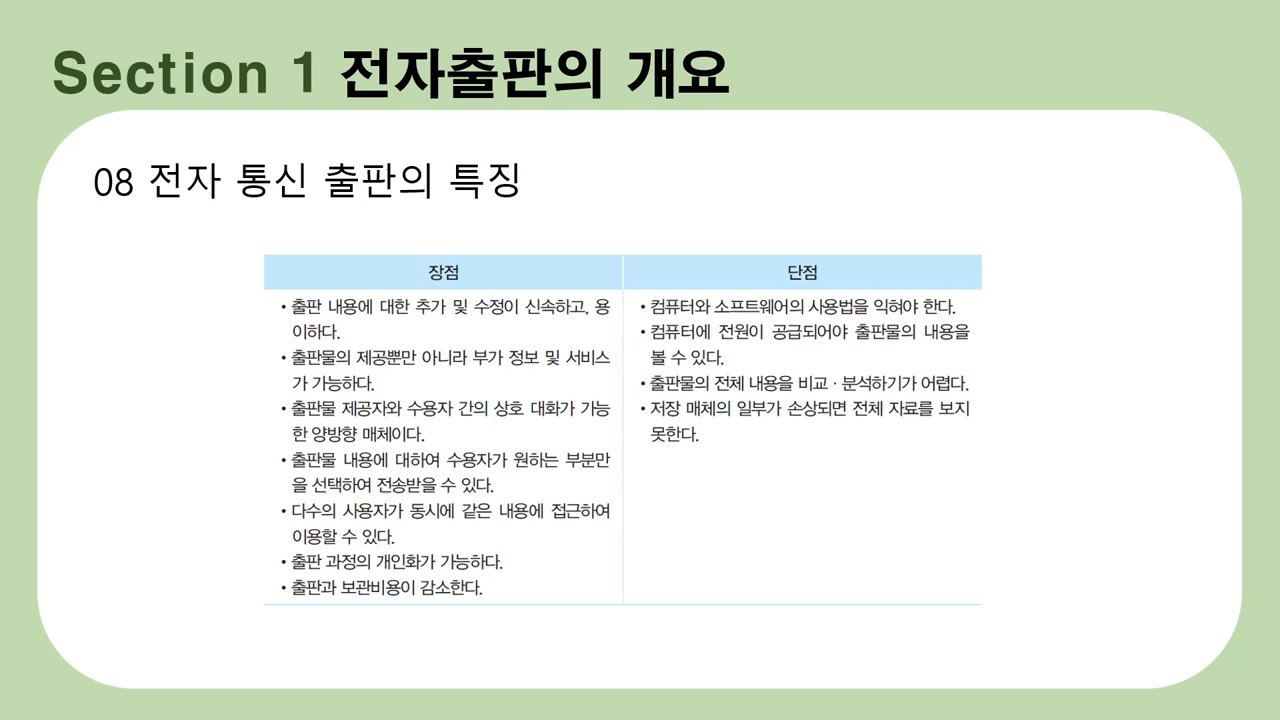 Section 1 전자출판의 개요
08 전자 통신 출판의 특징
장점
• 출판 내용에 대한 추가 및 수정이 신속하고, 용
이하다.
• 출판물의 제공뿐만 아니라 부가 정보 및 서비스
가 가능하다.
• 출판물 제공자와 수용자 간의 상호 대화가 가능
한 양방향 매체이다.
• 출판물 내용에 대하여 수용자가 원하는 부분만
을 선택하여 전송받을 수 있다.
• 다수의 사용자가 동시에 같은 내용에 접근하여
이용할 수 있다.
• 출판 과정의 개인화가 가능하다.
• 출판과 보관비용이 감소한다.
단점
• 컴퓨터와 소프트웨어의 사용법을 익혀야 한다.
• 컴퓨터에 전원이 공급되어야 출판물의 내용을
볼 수 있다.
• 출판물의 전체 내용을 비교 · 분석하기가 어렵다.
• 저장 매체의 일부가 손상되면 전체 자료를 보지
못한다.